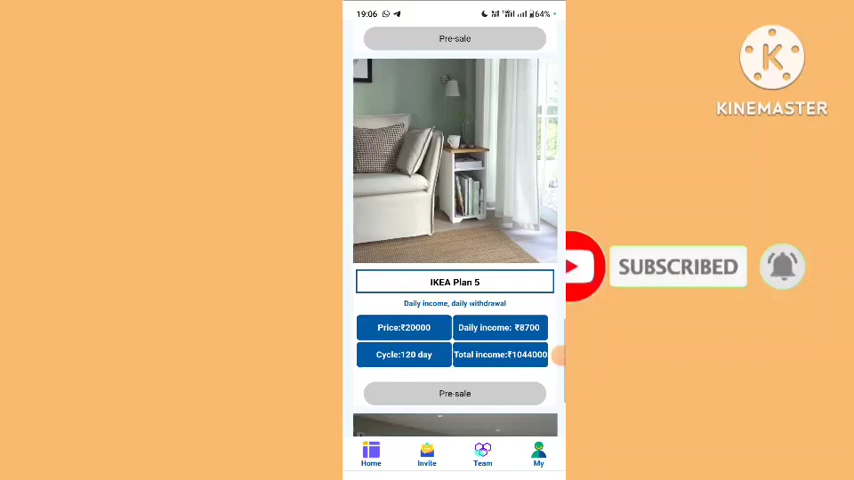 19:06
64%
Pre-sale
K
KINEMASTER
SUBSCRIBED
IKEA Plan 5
Daily income, daily withdrawal
Price:₹20000
Daily income: ₹8700
Cycle:120 day
Total income:₹1044000
Pre-sale
Home
Invite
Team
My